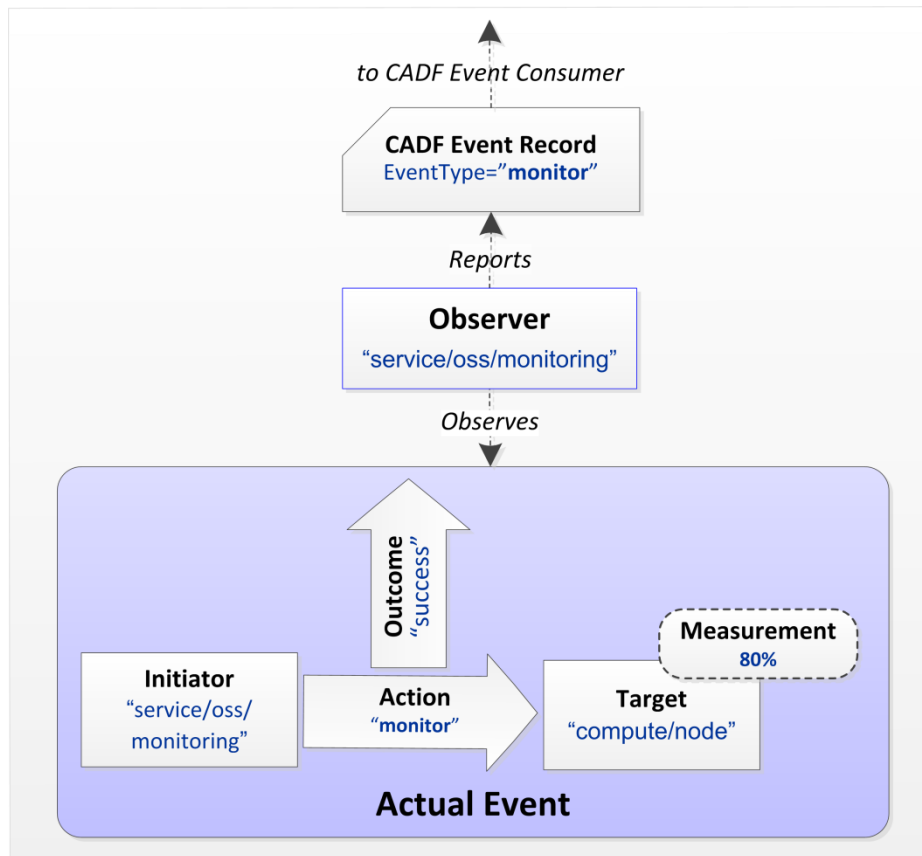 to CADF Event Consumer
CADF Event Record
EventType=”monitor”
Reports
Observer
“service/oss/monitoring”
Observes
Outcome
“success”
Measurement
80%
Initiator
“service/oss/
monitoring”
Action
“monitor”
Target
“compute/node”
Actual Event